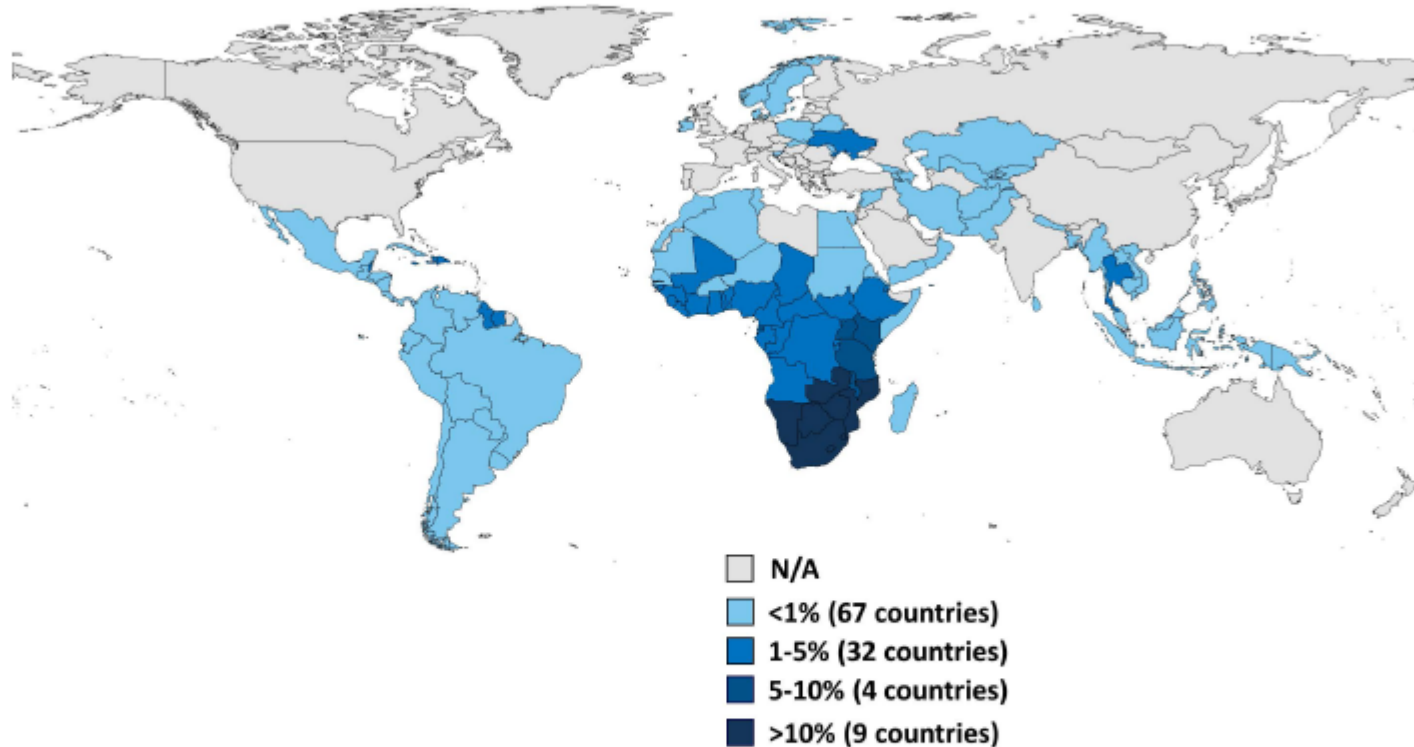 N/A
<1% (67 countries)
1-5% (32 countries)
5-10% (4 countries)
>10% (9 countries)